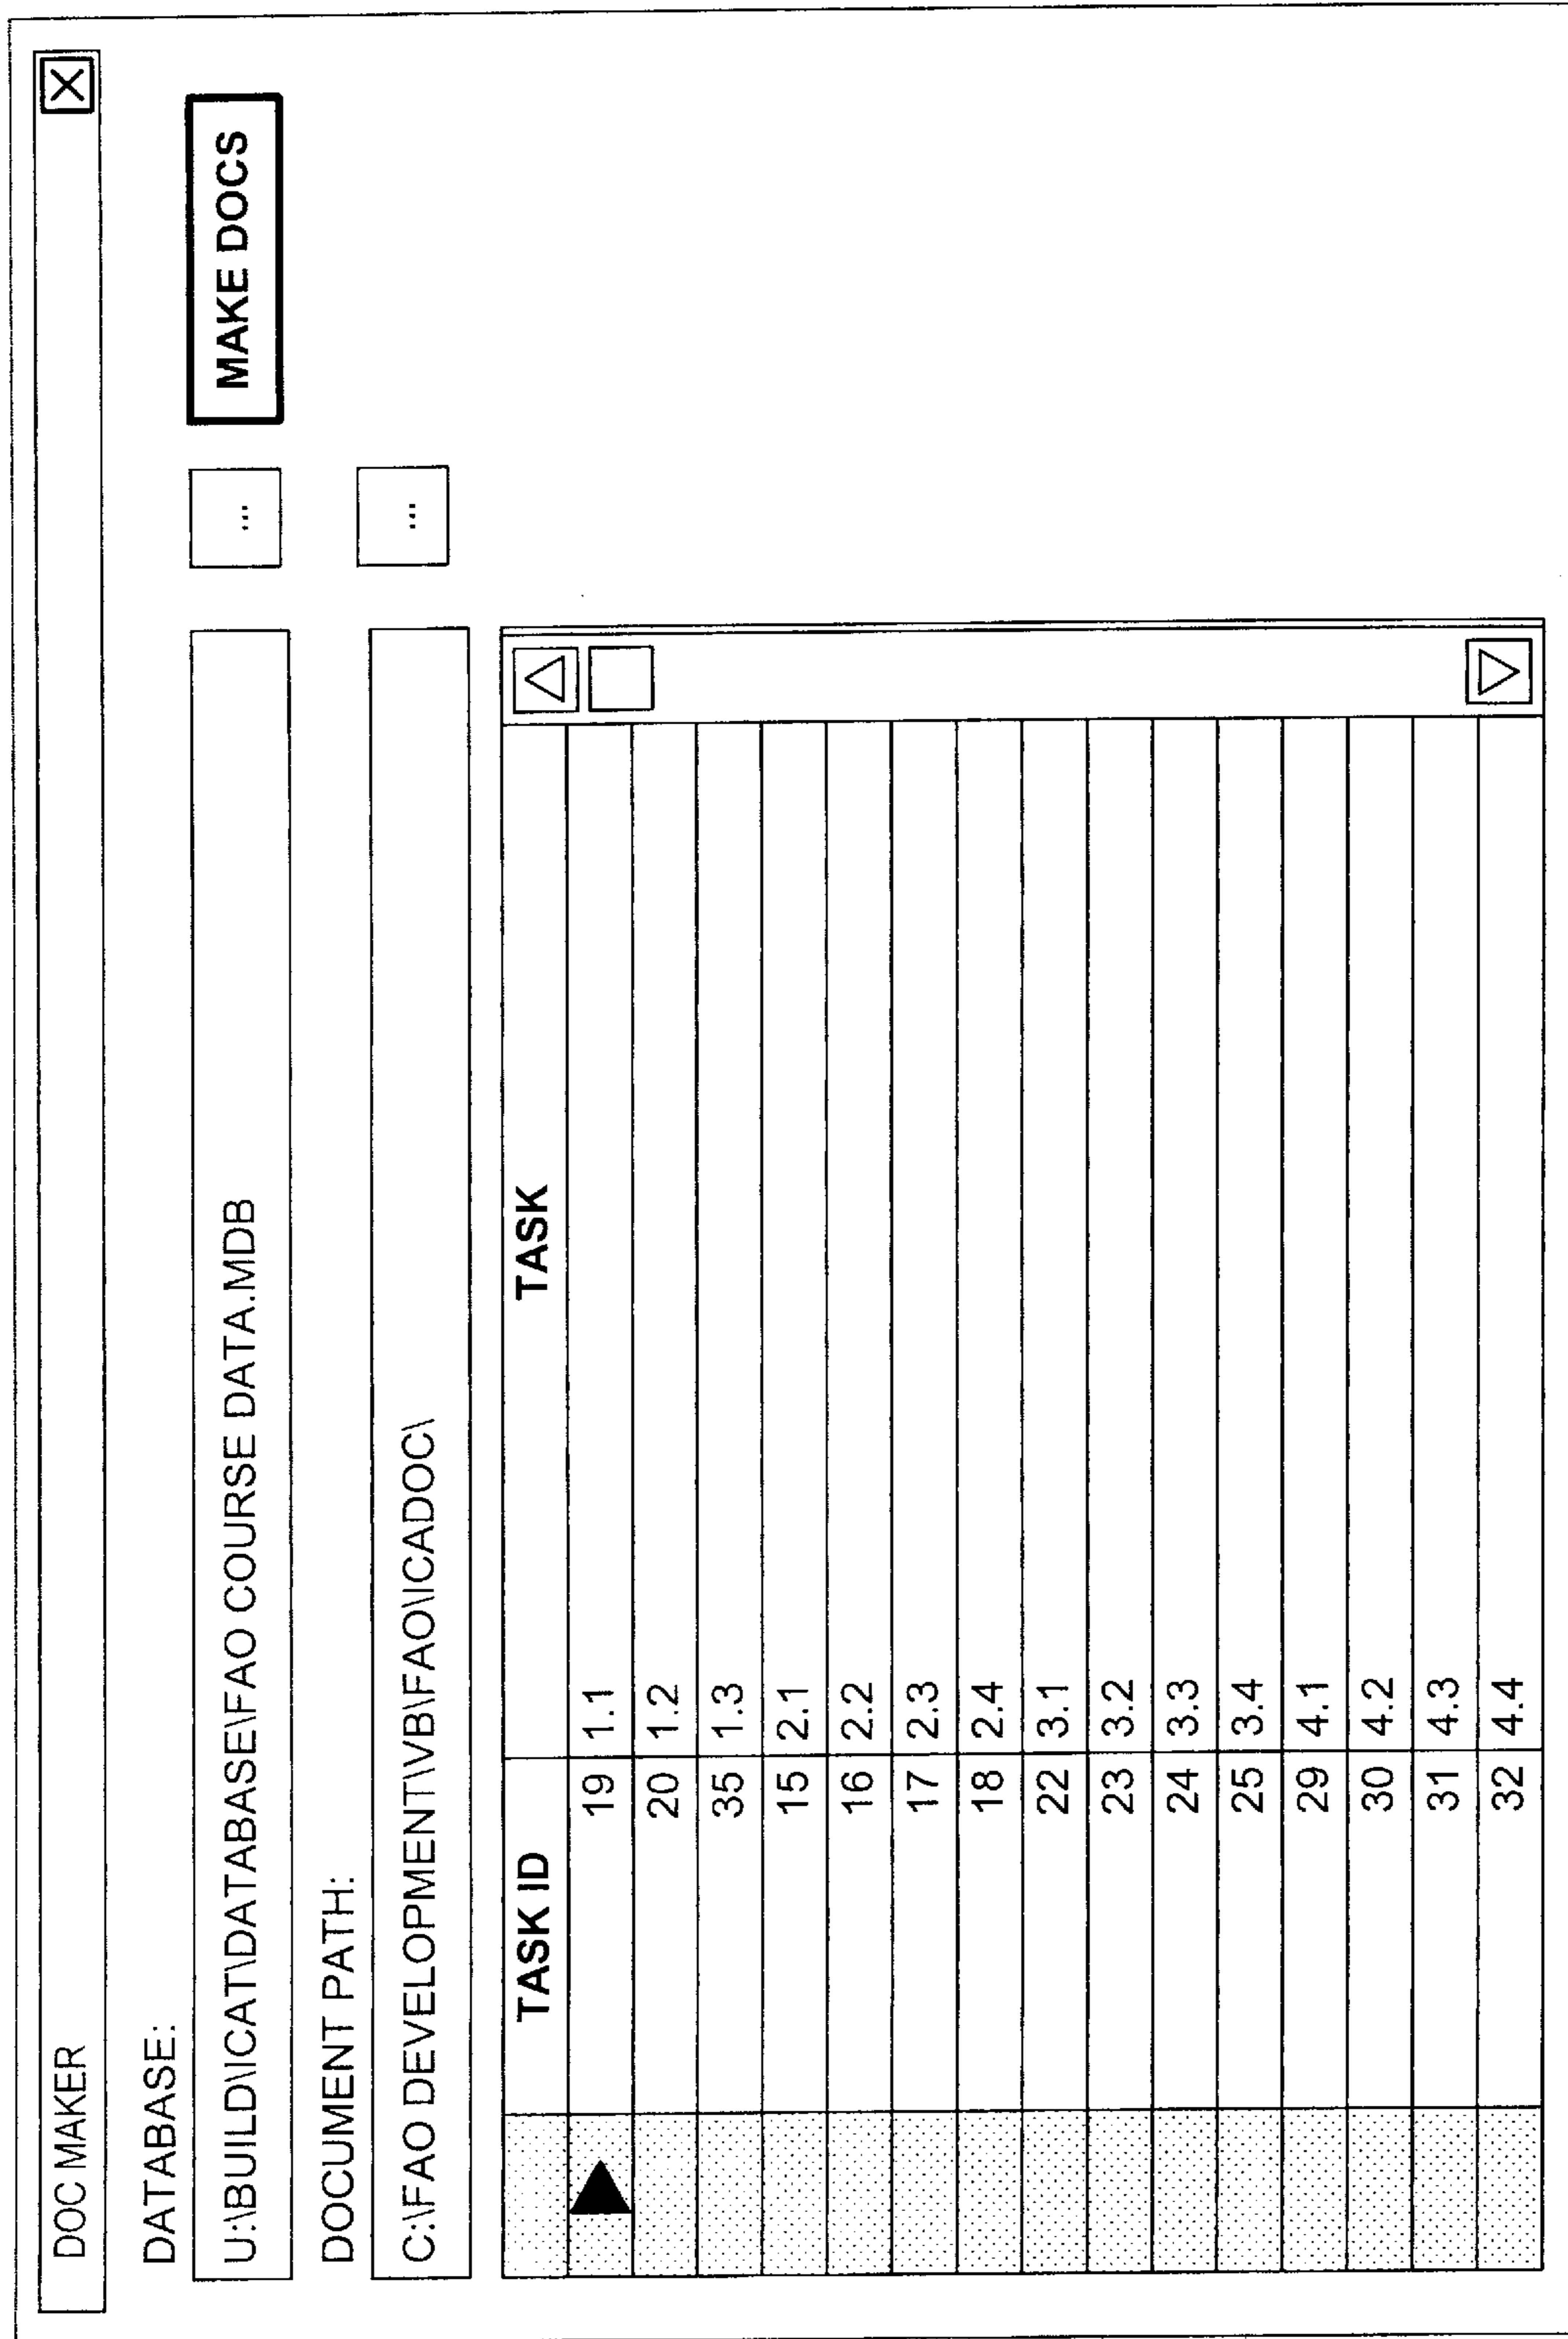 DOC MAKER
DATABASE:
U:\BUILD\ICAT\DATABASE\FAO COURSE DATA.MDB
...
MAKE DOCS
DOCUMENT PATH:
C:\FAO DEVELOPMENT\VB\FAO\ICADOC\
...
TASK ID TASK
19 1.1
20 1.2
35 1.3
15 2.1
16 2.2
17 2.3
18 2.4
22 3.1
23 3.2
24 3.3
25 3.4
29 4.1
30 4.2
31 4.3
32 4.4